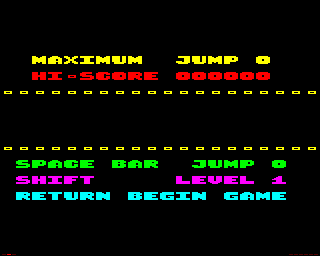 MAXIMUM JUMP 0
HI-SCORE 000000
SPACE BAR JUMP 0
SHIFT LEVEL 1
RETURN BEGIN GAME